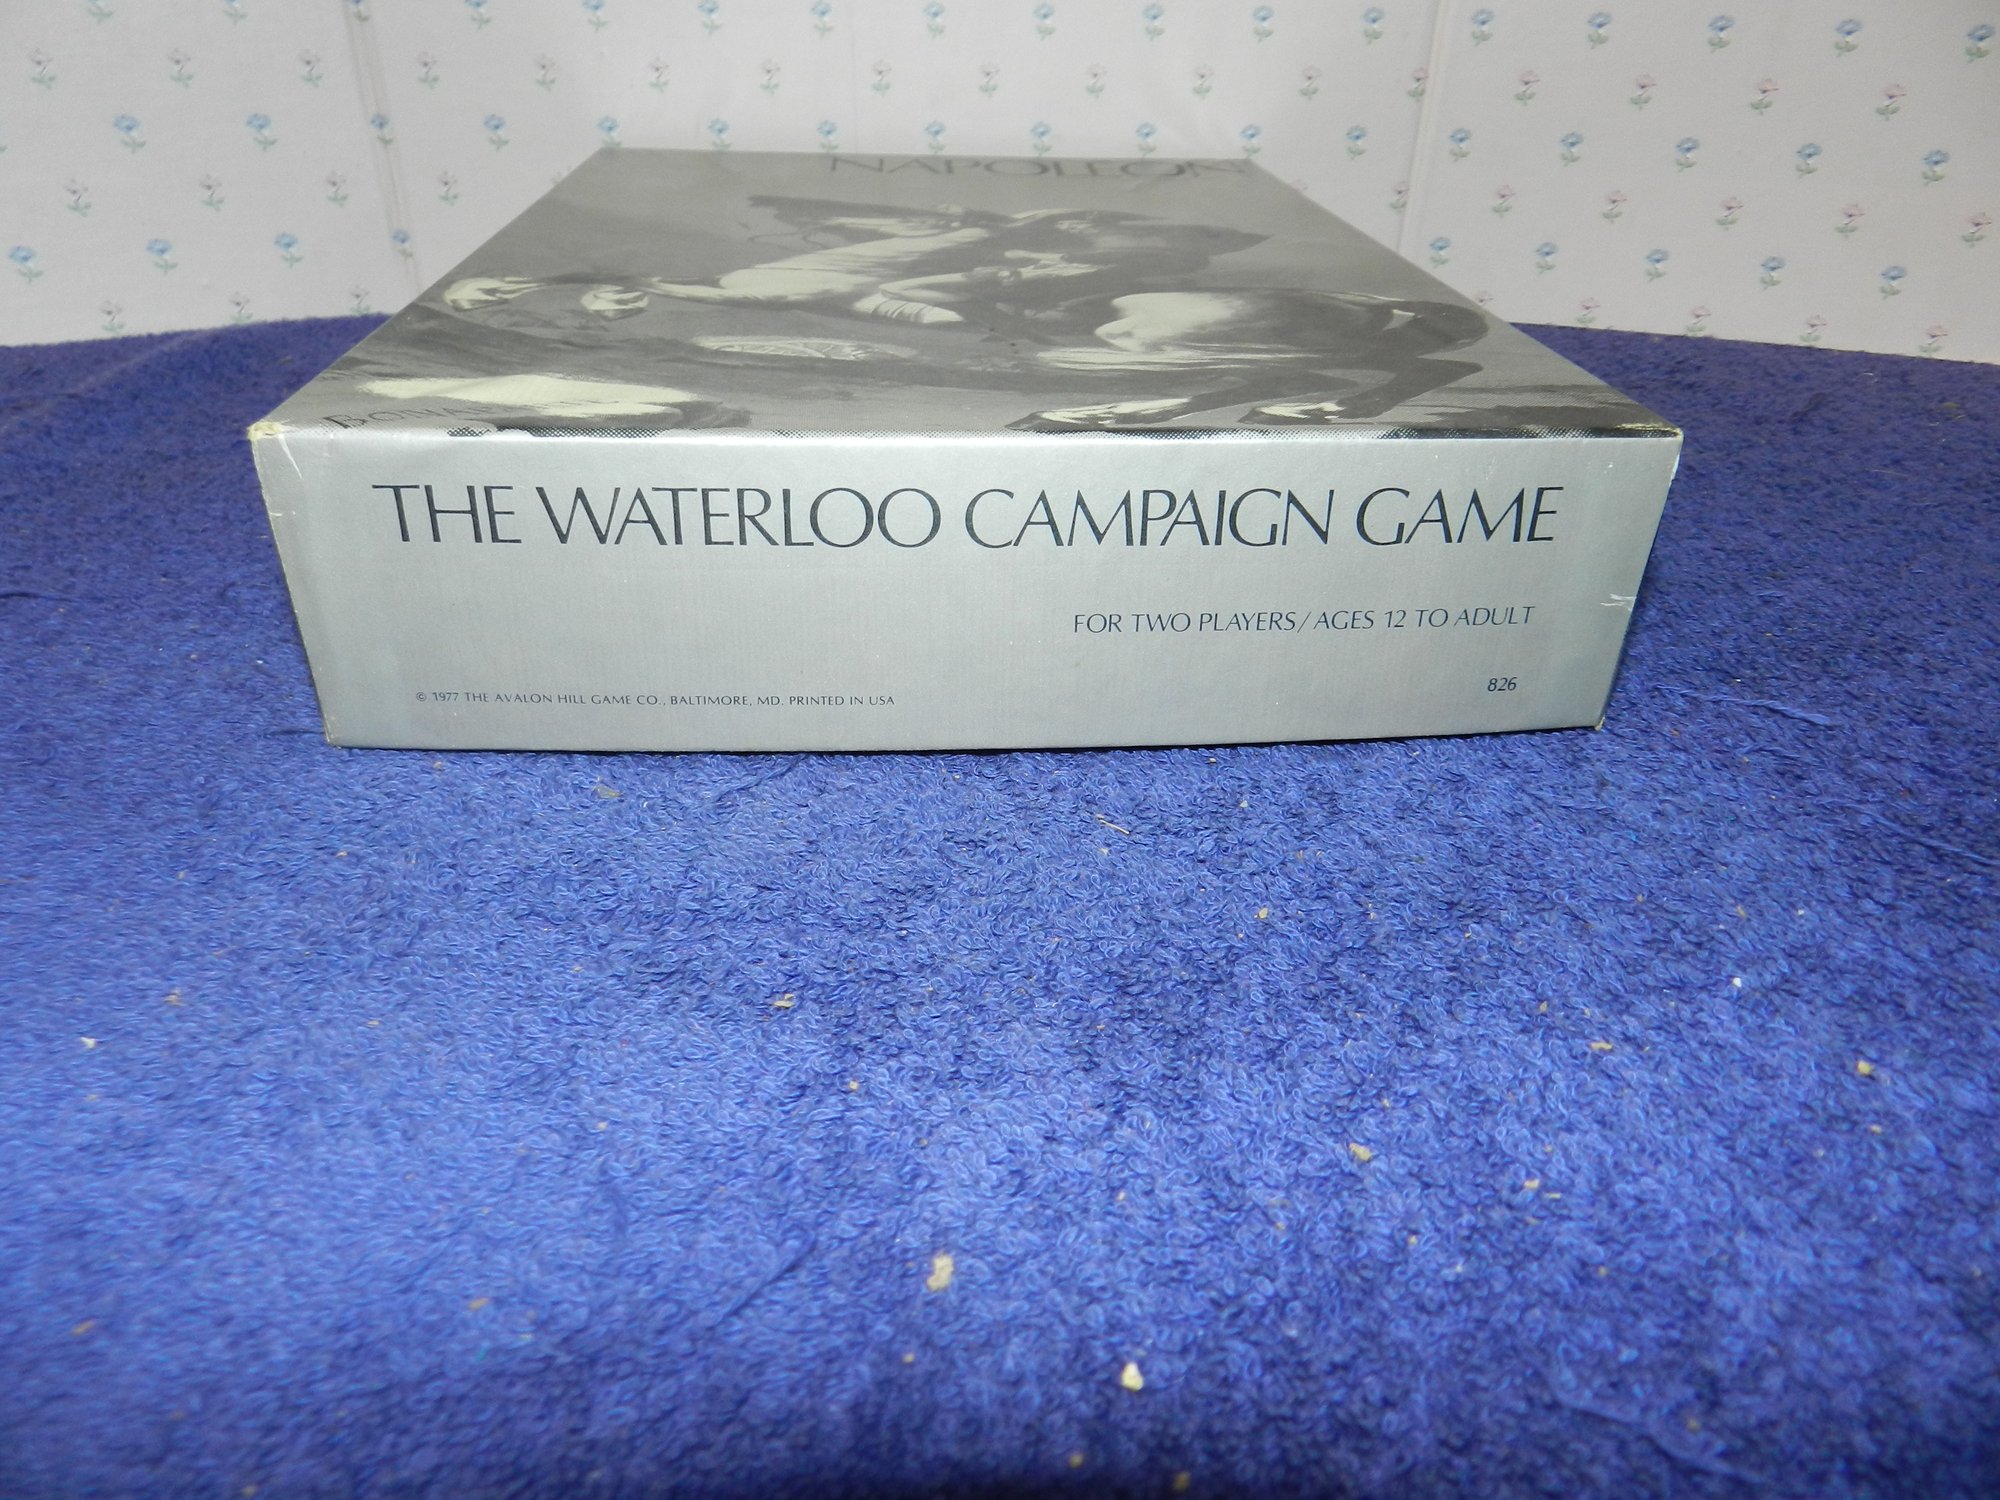 NAPOLEON
THE WATERLOO CAMPAIGN GAME
FOR TWO PLAYERS/AGES 12 TO ADULT
826
© 1977 THE AVALON HILL GAME CO., BALTIMORE, MD. PRINTED IN USA